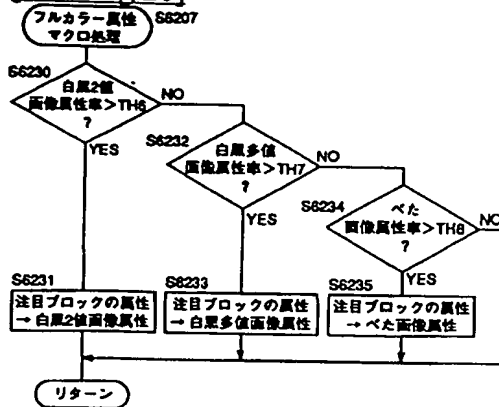 フルカラー属性
マクロ処理
S6207
S6230
白黒2値
画像属性率>TH6
?
NO
YES
S6232
白黒多値
画像属性率>TH7
?
NO
YES
S6234
べた
画像属性率>TH8
?
NO
YES
S6231
注目ブロックの属性
→白黒2値画像属性
S6233
注目ブロックの属性
→白黒多値画像属性
S6235
注目ブロックの属性
→べた画像属性
リターン